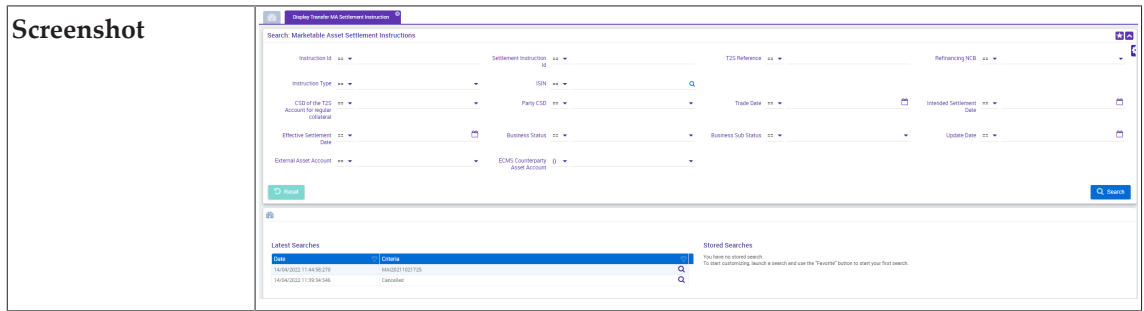 Screenshot
Display Transfer MA Settlement Instruction
Search: Marketable Asset Settlement Instructions
Instruction Id == Settlement Instruction Id == T2S Reference == Refinancing NCB ==
Instruction Type == ISIN ==
CSD of the T2S Account for regular collateral == Party CSD == Trade Date == Intended Settlement Date ==
Effective Settlement Date == Business Status == Business Sub Status == Update Date ==
External Asset Account == ECMS Counterparty Asset Account ()
Reset Search
Latest Searches
Date Criteria
14/04/2022 11:44:58:270 MAI20211021725
14/04/2022 11:39:54:546 Cancelled
Stored Searches
You have no stored search.
To start customizing, launch a search and use the "Favorite" button to start your first search.